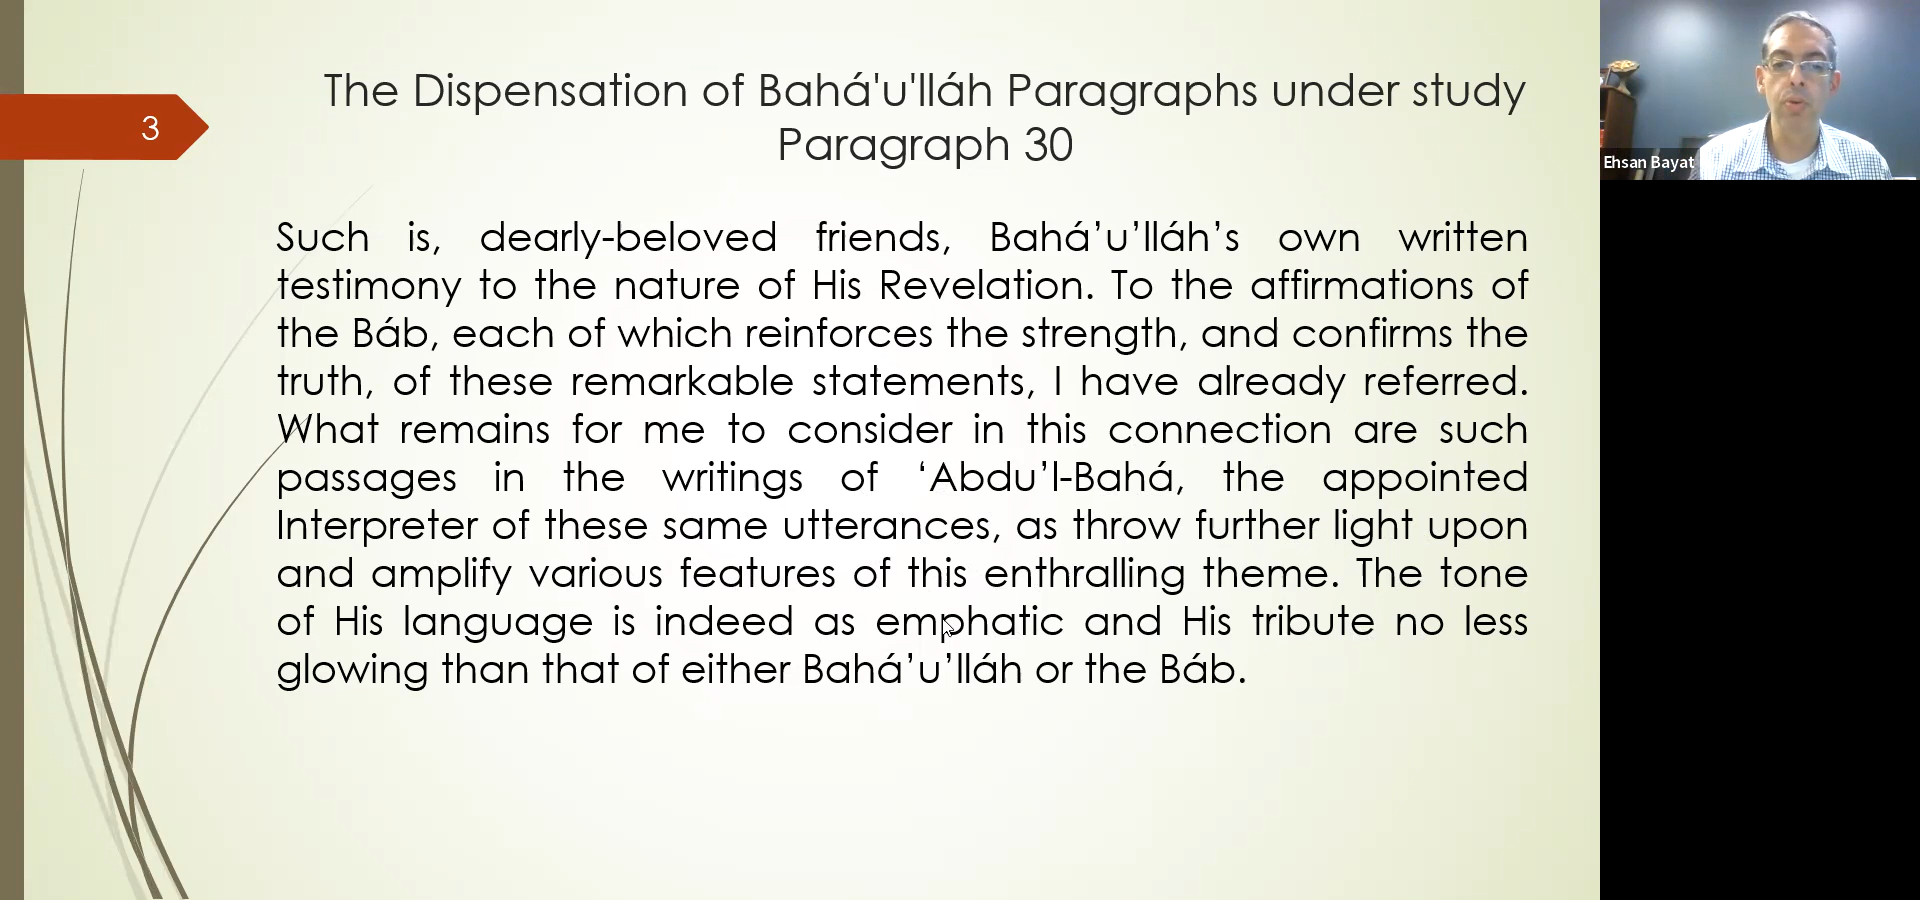 The Dispensation of Bahá'u'lláh Paragraphs under study
Paragraph 30
3
Such is, dearly-beloved friends, Bahá’u’lláh’s own written
testimony to the nature of His Revelation. To the affirmations of
the Báb, each of which reinforces the strength, and confirms the
truth, of these remarkable statements, I have already referred.
What remains for me to consider in this connection are such
passages in the writings of ‘Abdu’l-Bahá, the appointed
Interpreter of these same utterances, as throw further light upon
and amplify various features of this enthralling theme. The tone
of His language is indeed as emphatic and His tribute no less
glowing than that of either Bahá’u’lláh or the Báb.
Ehsan Bayat